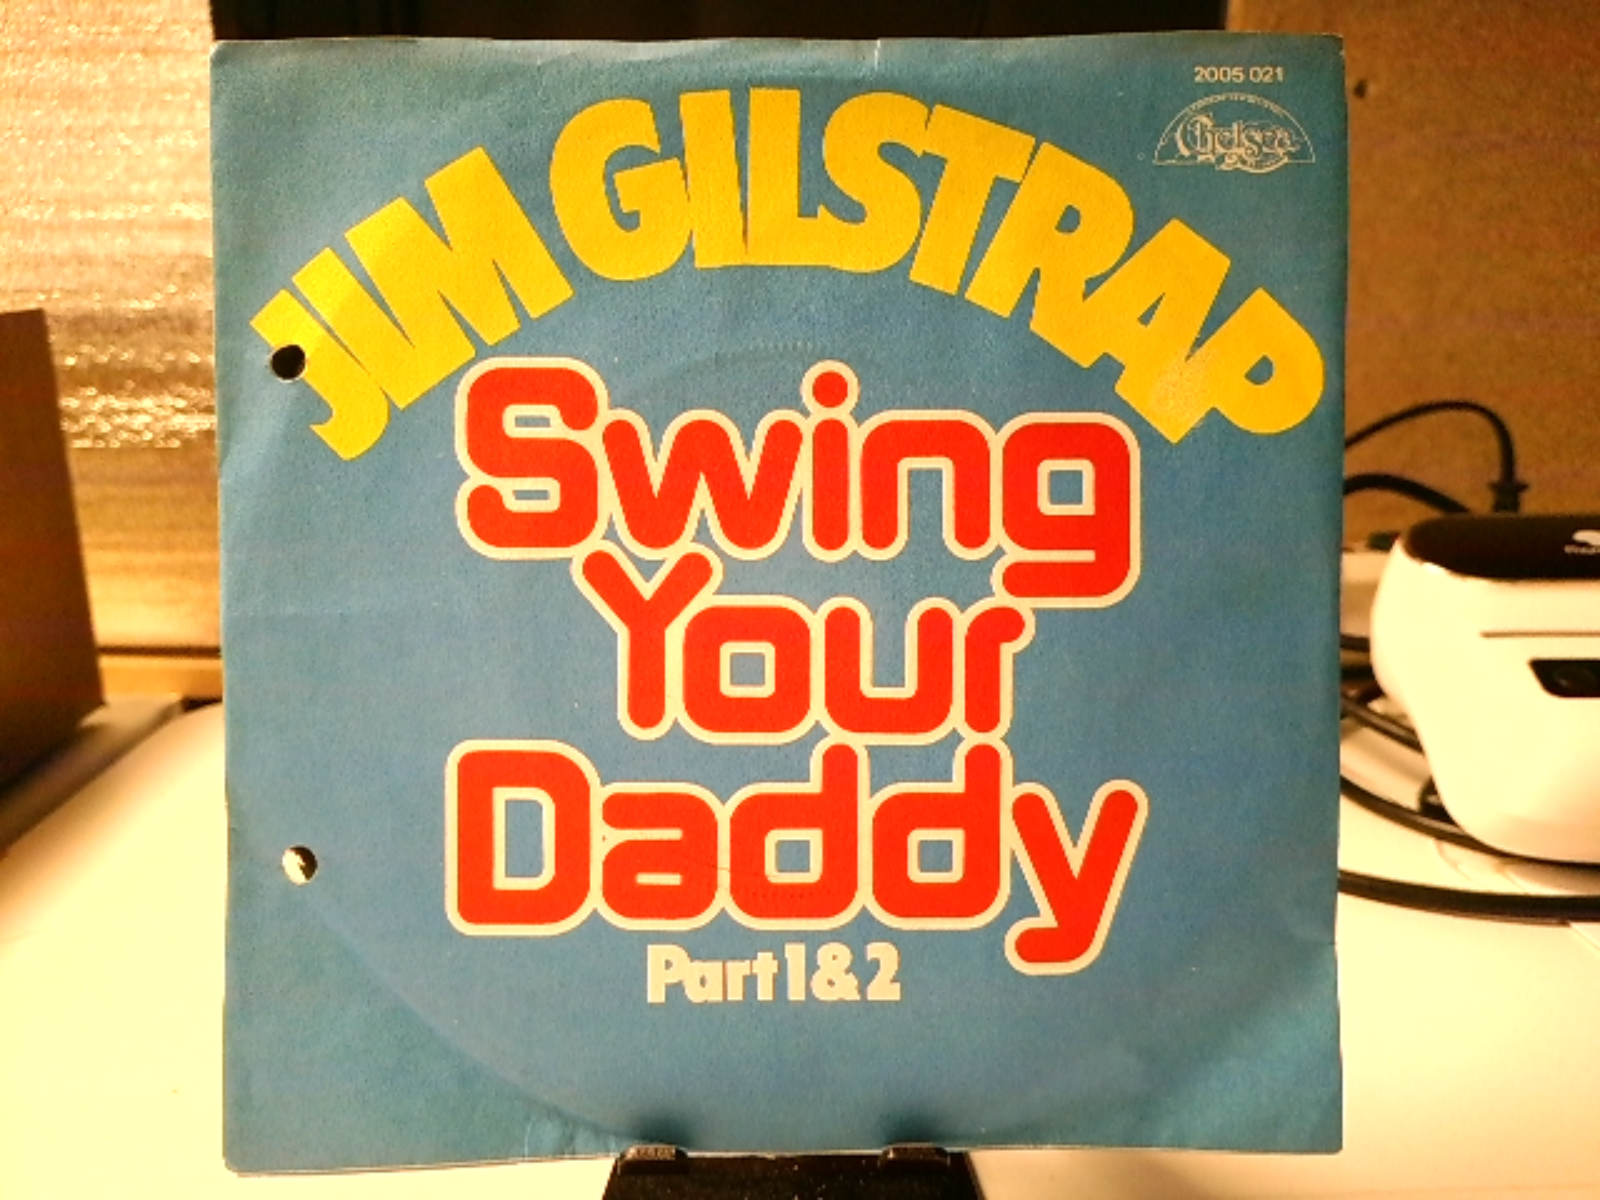 2005 021
Chelsea
JIM GILSTRAP
Swing
Your
Daddy
Part 1 & 2